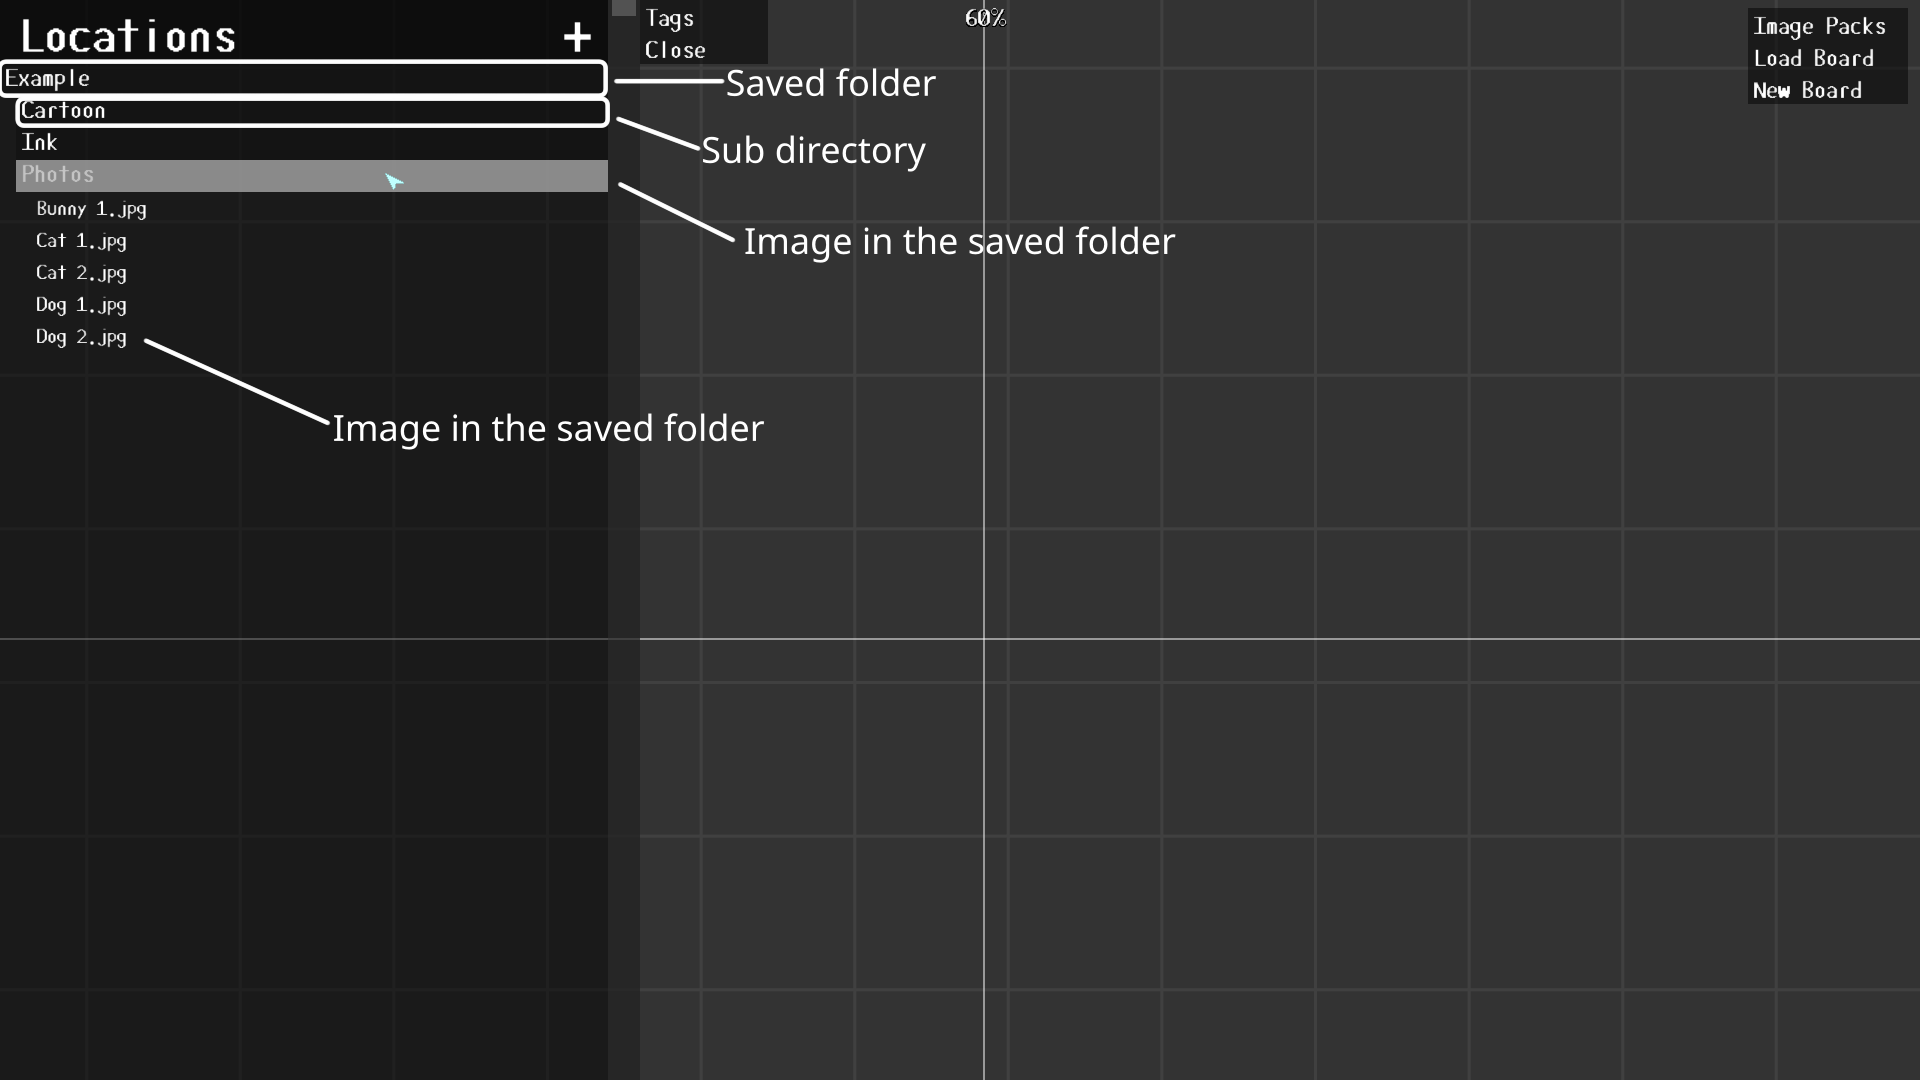 Locations +
Example
Cartoon
Ink
Photos
Bunny 1.jpg
Cat 1.jpg
Cat 2.jpg
Dog 1.jpg
Dog 2.jpg
Tags
Close
60%
Image Packs
Load Board
New Board
Saved folder
Sub directory
Image in the saved folder
Image in the saved folder